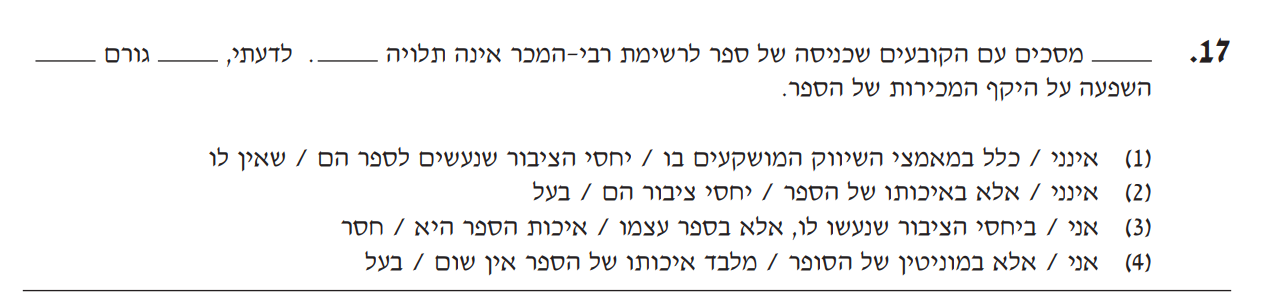 17. _____ מסכים עם הקובעים שכניסה של ספר לרשימת רבי-המכר אינה תלויה _____. לדעתי, _____ גורם _____
השפעה על היקף המכירות של הספר.
(1) אינני / כלל במאמצי השיווק המושקעים בו / יחסי הציבור שנעשים לספר הם / שאין לו
(2) אינני / אלא באיכותו של הספר / יחסי ציבור הם / בעל
(3) אני / ביחסי הציבור שנעשו לו, אלא בספר עצמו / איכות הספר היא / חסר
(4) אני / אלא במוניטין של הסופר / מלבד איכותו של הספר אין שום / בעל